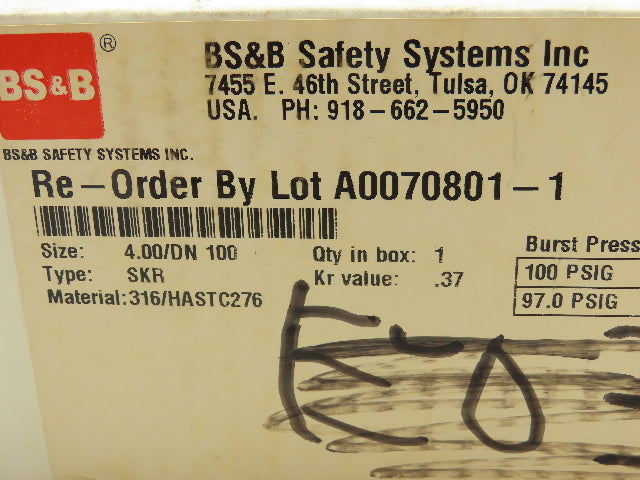 BS&B ®
BS&B SAFETY SYSTEMS INC.
BS&B Safety Systems Inc
7455 E. 46th Street, Tulsa, OK 74145
USA. PH: 918-662-5950
Re-Order By Lot A0070801-1
Size: 4.00/DN 100 Qty in box: 1
Type: SKR Kr value: .37
Material:316/HASTC276
Burst Press
100 PSIG
97.0 PSIG
E-0